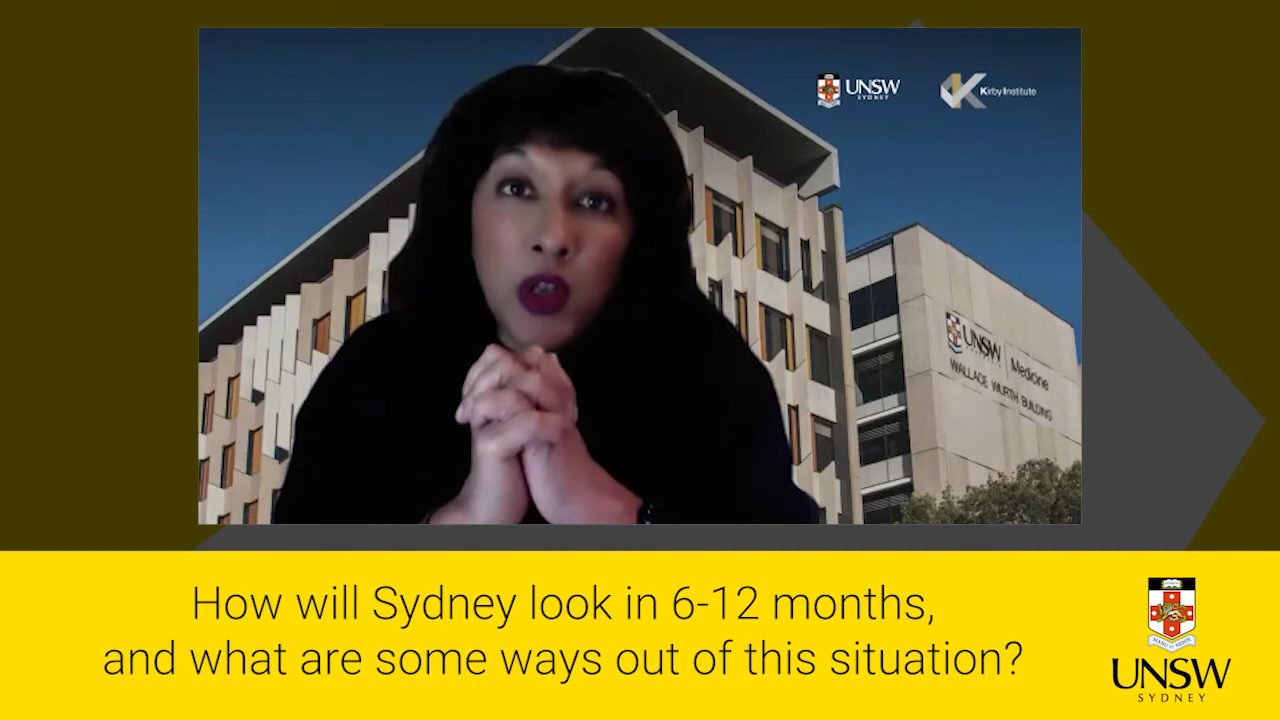 UNSW
SYDNEY
Kirby Institute
UNSW
Medicine
WALLACE WURTH BUILDING
How will Sydney look in 6-12 months,
and what are some ways out of this situation?
UNSW
SYDNEY